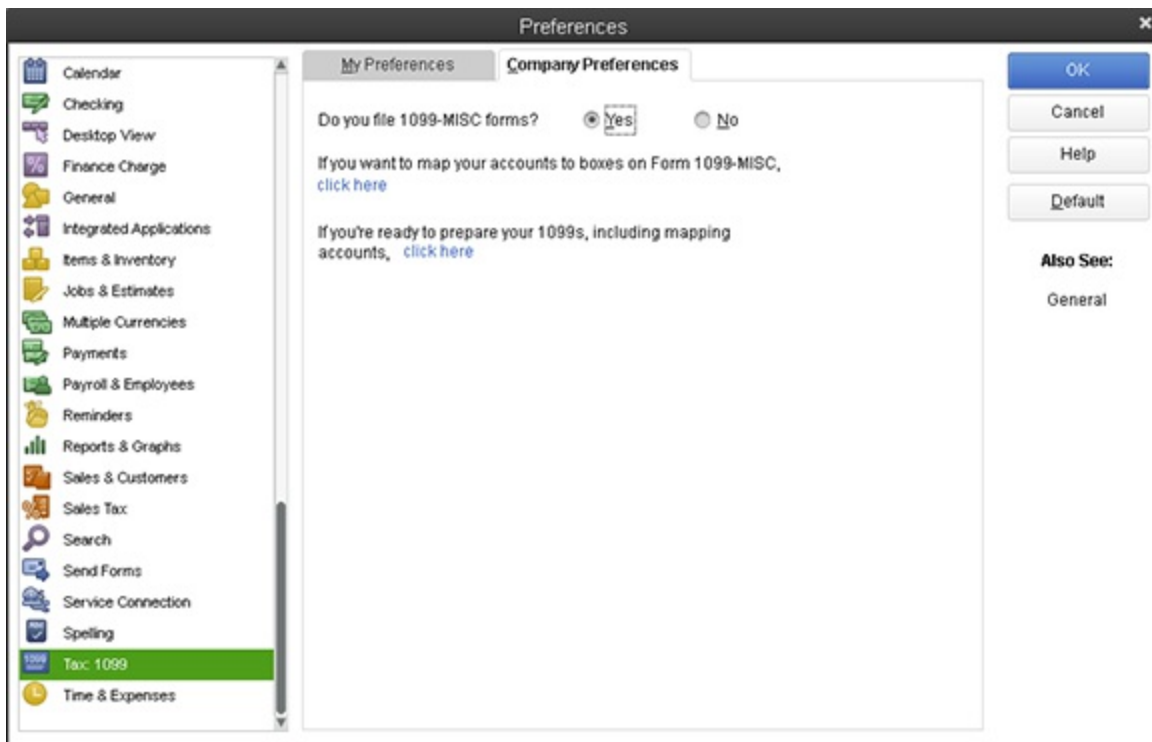 Preferences
Calendar
Checking
Desktop View
Finance Charge
General
Integrated Applications
Items & Inventory
Jobs & Estimates
Multiple Currencies
Payments
Payroll & Employees
Reminders
Reports & Graphs
Sales & Customers
Sales Tax
Search
Send Forms
Service Connection
Spelling
Tax: 1099
Time & Expenses
My Preferences
Company Preferences
Do you file 1099-MISC forms? Yes No
If you want to map your accounts to boxes on Form 1099-MISC,
click here
If you're ready to prepare your 1099s, including mapping
accounts, click here
OK
Cancel
Help
Default
Also See:
General